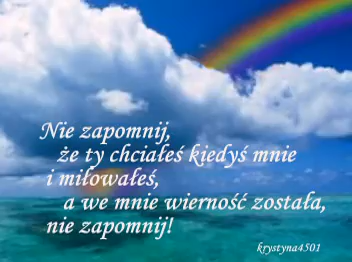 Nie zapomnij,
że ty chciałeś kiedyś mnie
i miłowałeś,
a we mnie wierność została,
nie zapomnij!
krystyna4501